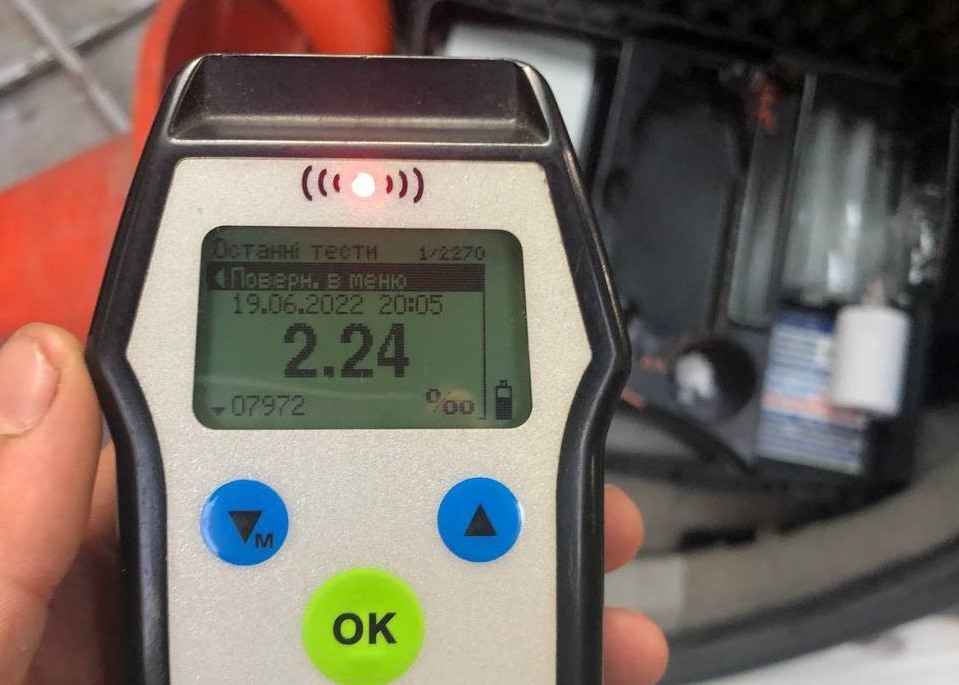 Останні тести 1/2270
Поверн. в меню
19.06.2022 20:05
2.24
07972 ‰
M
OK